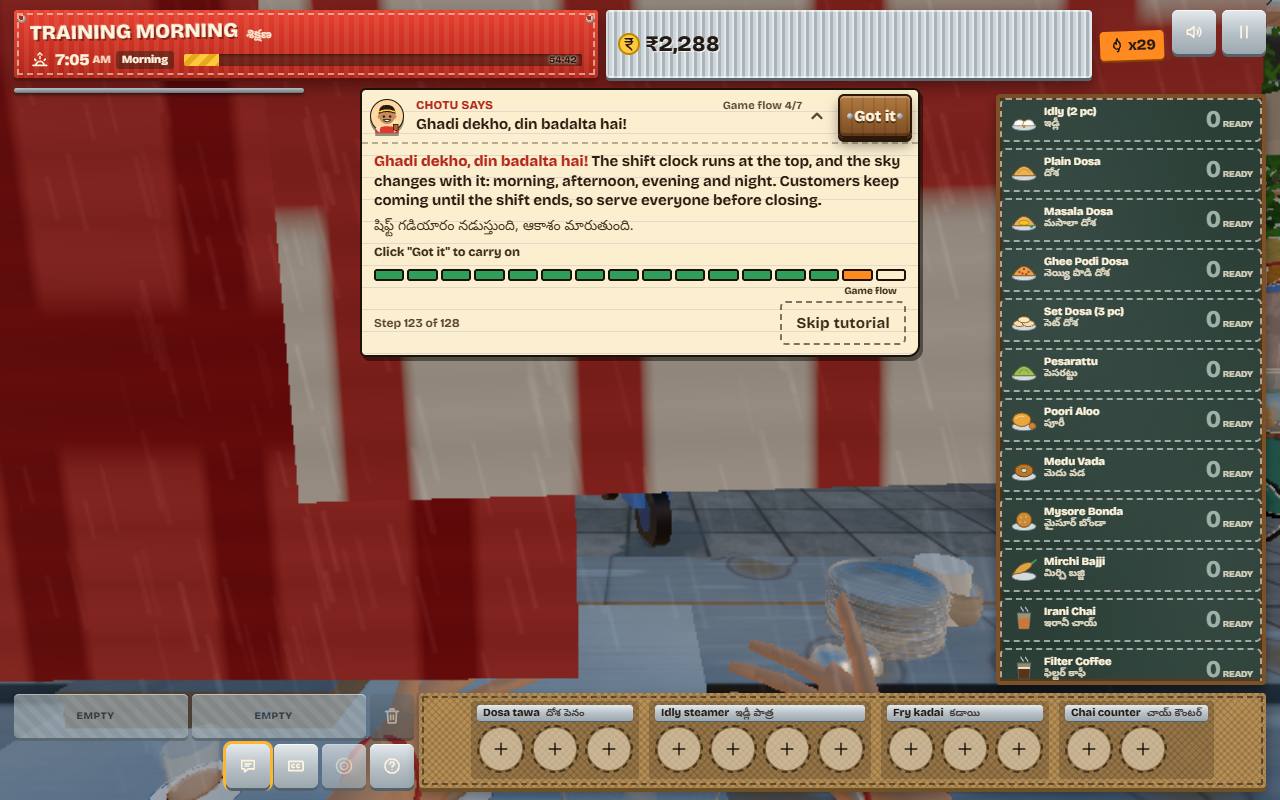 TRAINING MORNING శిక్షణ
7:05 AM Morning 54:42
₹ ₹2,288
x29
CHOTU SAYS
Game flow 4/7
Ghadi dekho, din badalta hai!
Got it
Ghadi dekho, din badalta hai! The shift clock runs at the top, and the sky
changes with it: morning, afternoon, evening and night. Customers keep
coming until the shift ends, so serve everyone before closing.
షిఫ్ట్ గడియారం నడుస్తుంది, ఆకాశం మారుతుంది.
Click "Got it" to carry on
Game flow
Step 123 of 128
Skip tutorial
Idly (2 pc)
ఇడ్లీ
0 READY
Plain Dosa
దోశ
0 READY
Masala Dosa
మసాలా దోశ
0 READY
Ghee Podi Dosa
నెయ్యి పొడి దోశ
0 READY
Set Dosa (3 pc)
సెట్ దోశ
0 READY
Pesarattu
పెసరట్టు
0 READY
Poori Aloo
పూరీ
0 READY
Medu Vada
మెదు వడ
0 READY
Mysore Bonda
మైసూర్ బోండా
0 READY
Mirchi Bajji
మిర్చి బజ్జి
0 READY
Irani Chai
ఇరానీ చాయ్
0 READY
Filter Coffee
ఫిల్టర్ కాఫీ
0 READY
EMPTY
EMPTY
Dosa tawa దోశ పెనం
Idly steamer ఇడ్లీ పాత్ర
Fry kadai కడాయి
Chai counter చాయ్ కౌంటర్
CC